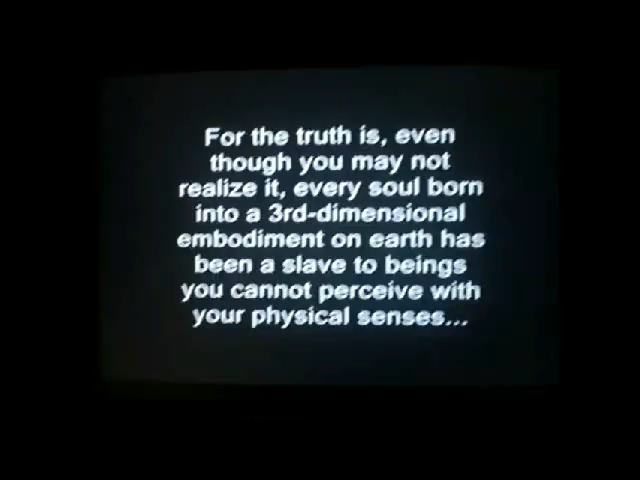 For the truth is, even
though you may not
realize it, every soul born
into a 3rd-dimensional
embodiment on earth has
been a slave to beings
you cannot perceive with
your physical senses...